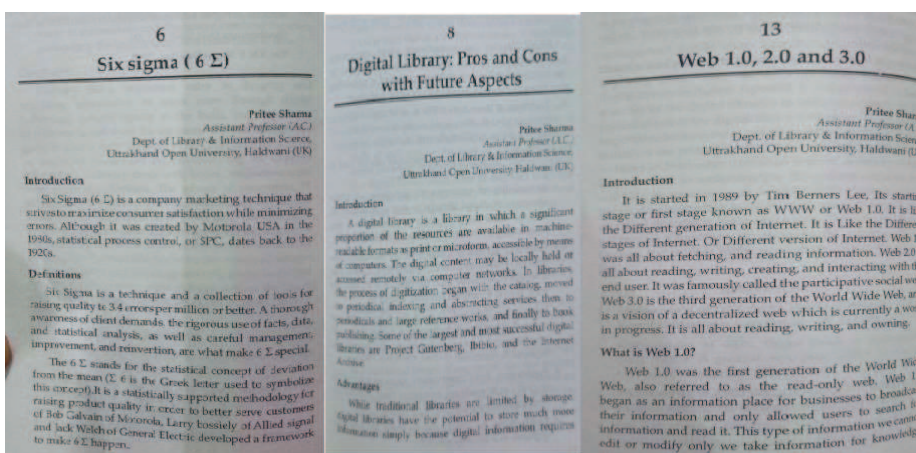 6
Six sigma ( 6 Σ)
Pritee Sharma
Assistant Professor (A.C.)
Dept. of Library & Information Science,
Uttrakhand Open University, Haldwani (UK)
Introduction
Six Sigma (6 Σ) is a company marketing technique that
strives to maximize consumer satisfaction while minimizing
errors. Although it was created by Motorola USA in the
1980s, statistical process control, or SPC, dates back to the
1920s.
Definitions
Six Sigma is a technique and a collection of tools for
raising quality to 3.4 errors per million or better. A thorough
awareness of client demands, the rigorous use of facts, data,
and statistical analysis, as well as careful management,
improvement, and reinvention, are what make 6 Σ special.
The 6 Σ stands for the statistical concept of deviation
from the mean (Σ 6 is the Greek letter used to symbolize
this concept).It is a statistically supported methodology for
raising product quality in order to better serve customers
of Bob Galvain of Motorola, Larry bossiely of Allied signal
and jack Welch of General Electric developed a framework
to make 6 Σ happen.
8
Digital Library: Pros and Cons
with Future Aspects
Pritee Sharma
Assistant Professor (A.C.)
Dept. of Library & Information Science,
Uttrakhand Open University Haldwani (UK)
Introduction
A digital library is a library in which a significant
proportion of the resources are available in machine-
readable formats as print or microform, accessible by means
of computers. The digital content may be locally held or
accessed remotely via computer networks. In libraries,
the process of digitization began with the catalog, moved
to periodical indexing and abstracting services then to
periodicals and large reference works, and finally to book
publishing. Some of the largest and most successful digital
libraries are Project Gutenberg, Ibiblio, and the Internet
Archive.
Advantages
While traditional libraries are limited by storage
digital libraries have the potential to store much more
information simply because digital information requires
13
Web 1.0, 2.0 and 3.0
Pritee
Assistant Professor
Dept. of Library & Information
Uttrakhand Open University, Haldwani
Introduction
It is started in 1989 by Tim Berners Lee, Its
stage or first stage known as WWW or Web 1.0, It is
the Different generation of Internet. It is Like the
stages of Internet. Or Different version of Internet. Web
was all about fetching, and reading information. Web 2.0
all about reading, writing, creating, and interacting with
end user. It was famously called the participative social
Web 3.0 is the third generation of the World Wide Web,
is a vision of a decentralized web which is currently a
in progress. It is all about reading, writing, and owning.
What is Web 1.0?
Web 1.0 was the first generation of the World
Web, also referred to as the read-only web. Web
began as an information place for businesses to
their information and only allowed users to search
information and read it. This type of information we
edit or modify only we take information for